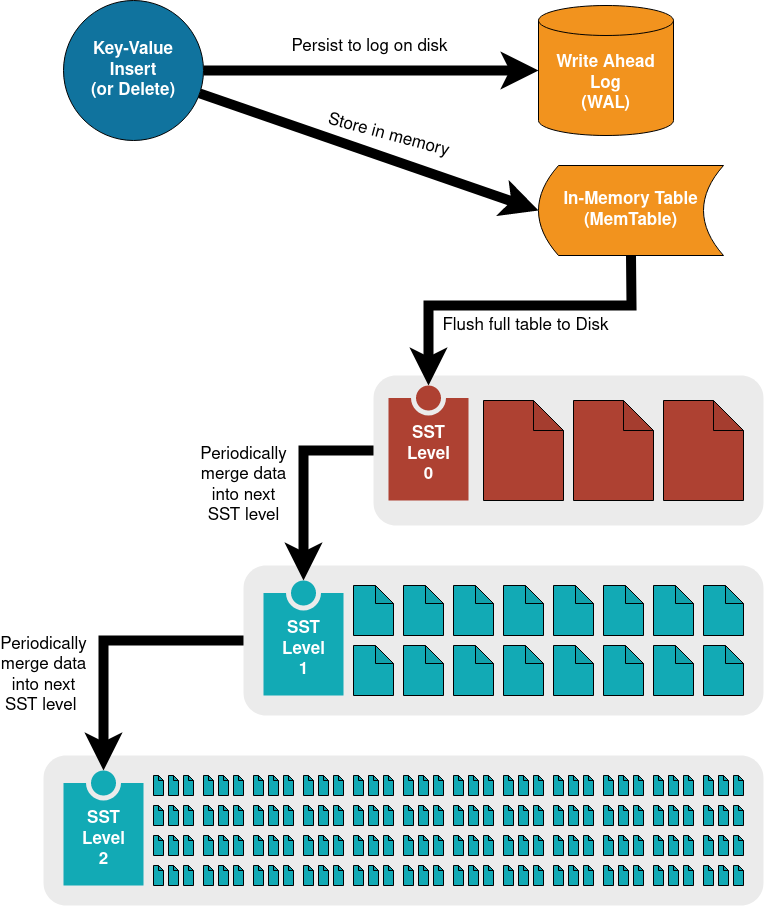 Key-Value
Insert
(or Delete)
Persist to log on disk
Write Ahead
Log
(WAL)
Store in memory
In-Memory Table
(MemTable)
Flush full table to Disk
SST
Level
0
Periodically
merge data
into next
SST level
SST
Level
1
Periodically
merge data
into next
SST level
SST
Level
2